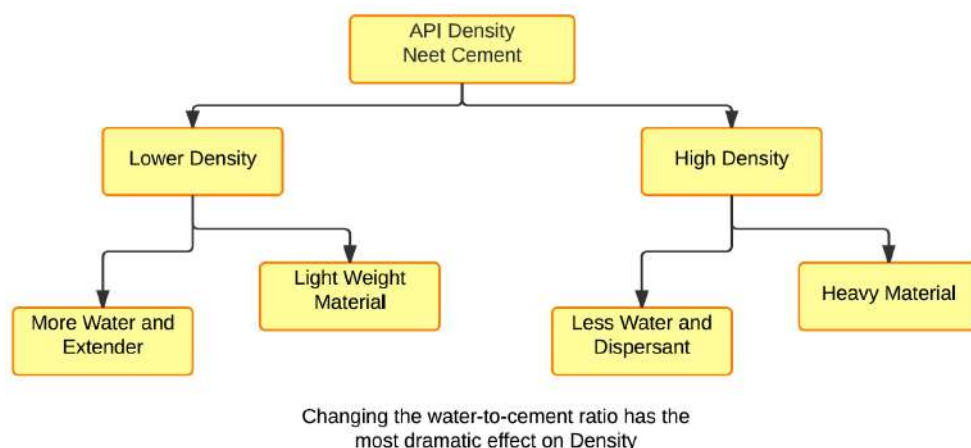 API Density
Neet Cement
Lower Density
High Density
Light Weight
Material
Heavy Material
More Water and
Extender
Less Water and
Dispersant
Changing the water-to-cement ratio has the
most dramatic effect on Density